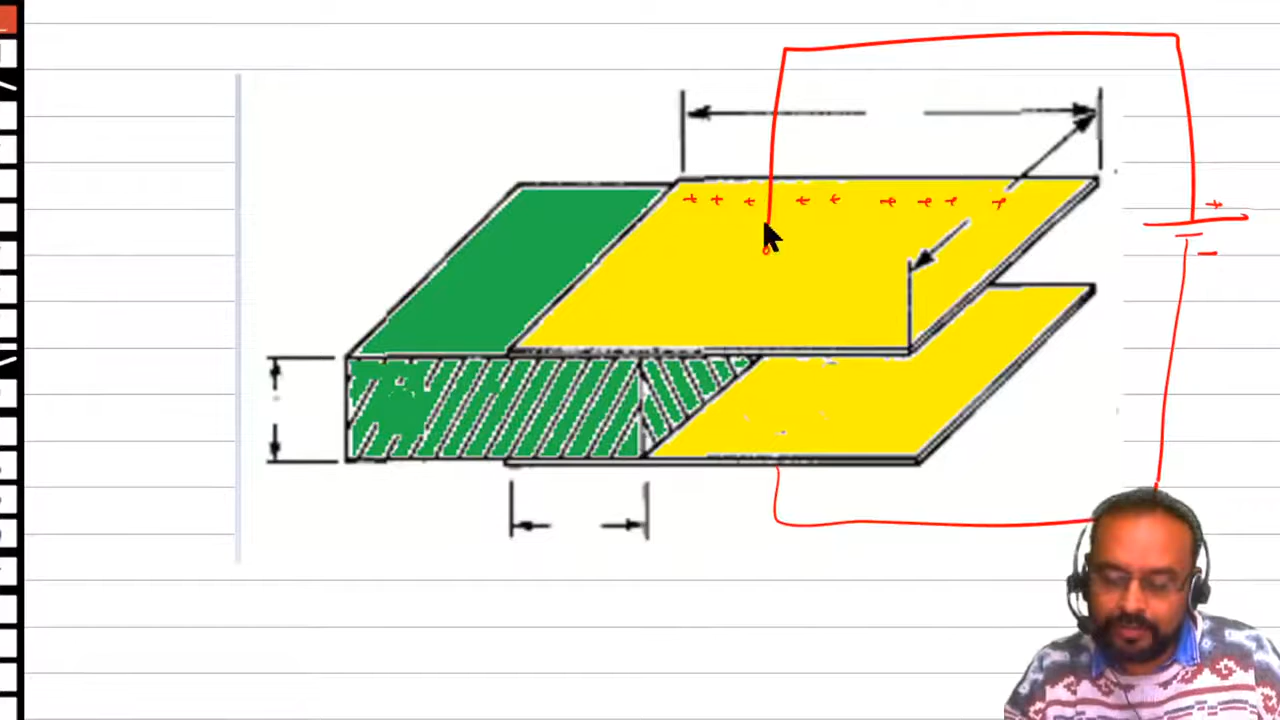 + + + + + + + + +
+
-